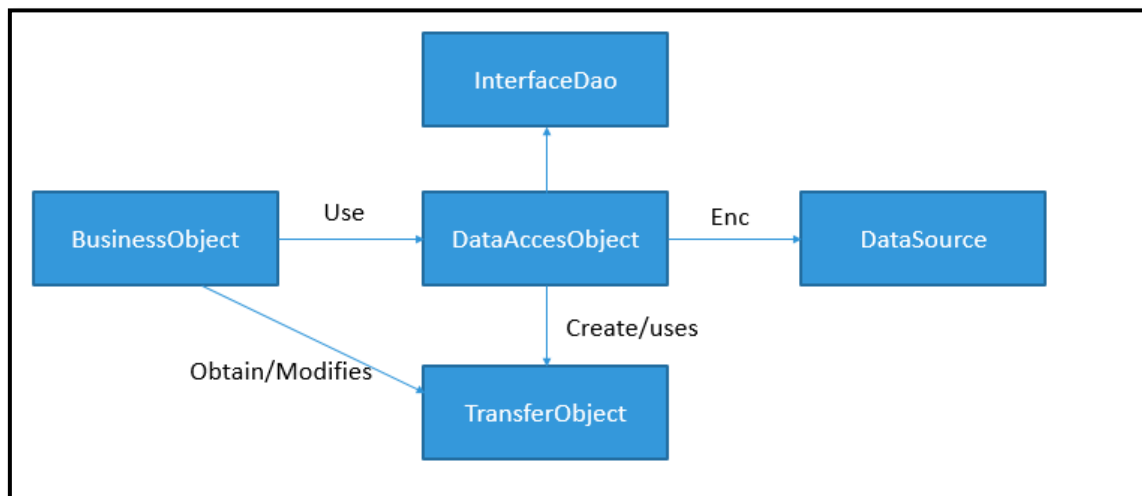 InterfaceDao
Use
Enc
BusinessObject
DataAccesObject
DataSource
Create/uses
Obtain/Modifies
TransferObject